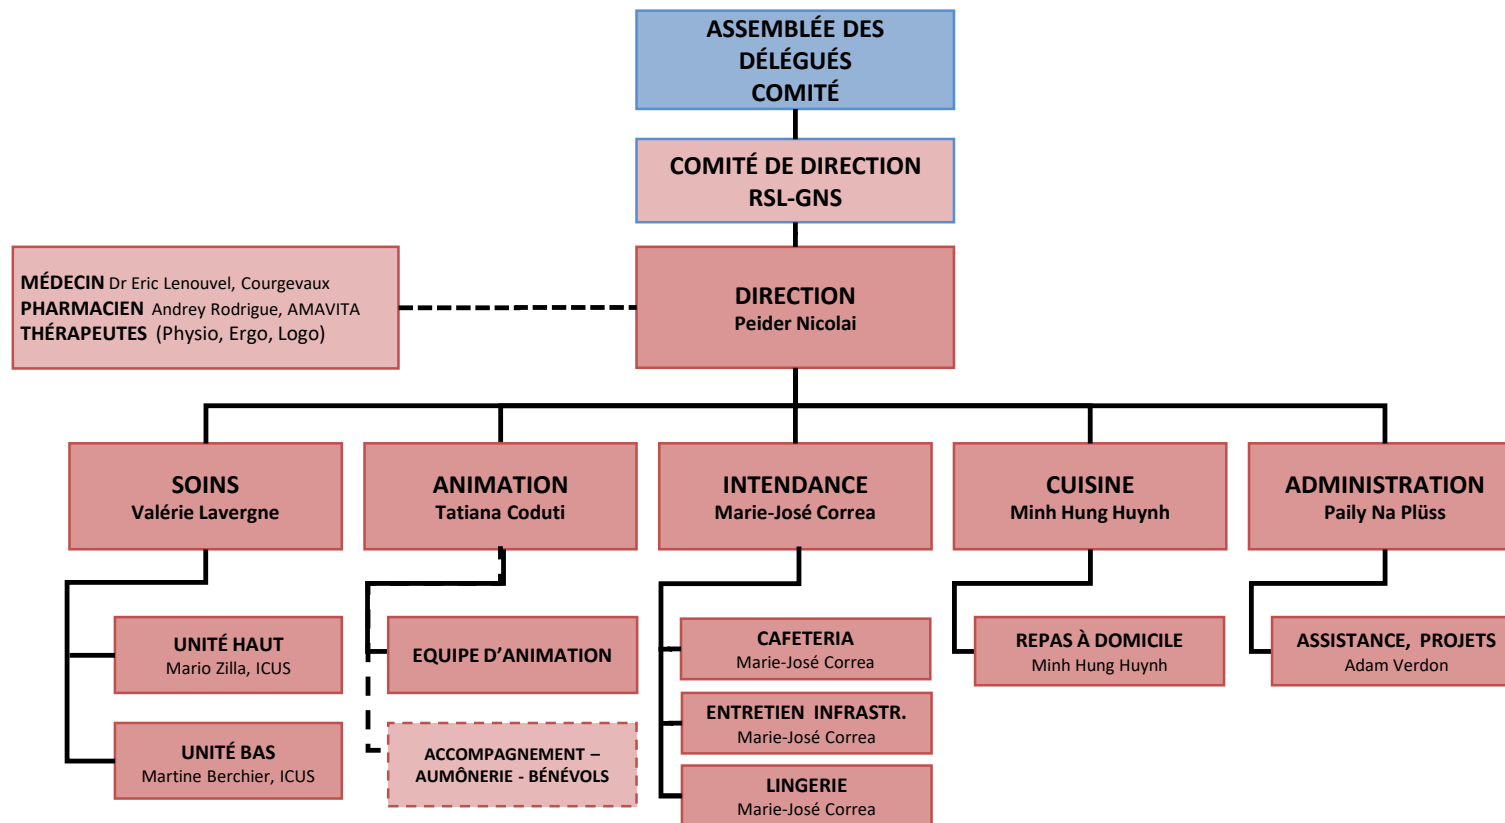 ASSEMBLÉE DES
DÉLÉGUÉS
COMITÉ
COMITÉ DE DIRECTION
RSL-GNS
MÉDECIN Dr Eric Lenouvel, Courgevaux
PHARMACIEN Andrey Rodrigue, AMAVITA
THÉRAPEUTES (Physio, Ergo, Logo)
DIRECTION
Peider Nicolai
SOINS
Valérie Lavergne
ANIMATION
Tatiana Coduti
INTENDANCE
Marie-José Correa
CUISINE
Minh Hung Huynh
ADMINISTRATION
Paily Na Plüss
UNITÉ HAUT
Mario Zilla, ICUS
UNITÉ BAS
Martine Berchier, ICUS
EQUIPE D’ANIMATION
ACCOMPAGNEMENT –
AUMÔNERIE - BÉNÉVOLS
CAFETERIA
Marie-José Correa
ENTRETIEN INFRASTR.
Marie-José Correa
LINGERIE
Marie-José Correa
REPAS À DOMICILE
Minh Hung Huynh
ASSISTANCE, PROJETS
Adam Verdon